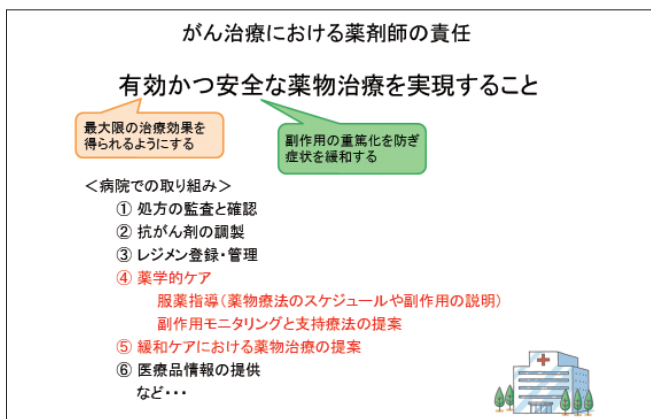 がん治療における薬剤師の責任
有効かつ安全な薬物治療を実現すること
最大限の治療効果を
得られるようにする
副作用の重篤化を防ぎ
症状を緩和する
＜病院での取り組み＞
① 処方の監査と確認
② 抗がん剤の調製
③ レジメン登録・管理
④ 薬学的ケア
服薬指導（薬物療法のスケジュールや副作用の説明）
副作用モニタリングと支持療法の提案
⑤ 緩和ケアにおける薬物治療の提案
⑥ 医療品情報の提供
など・・・